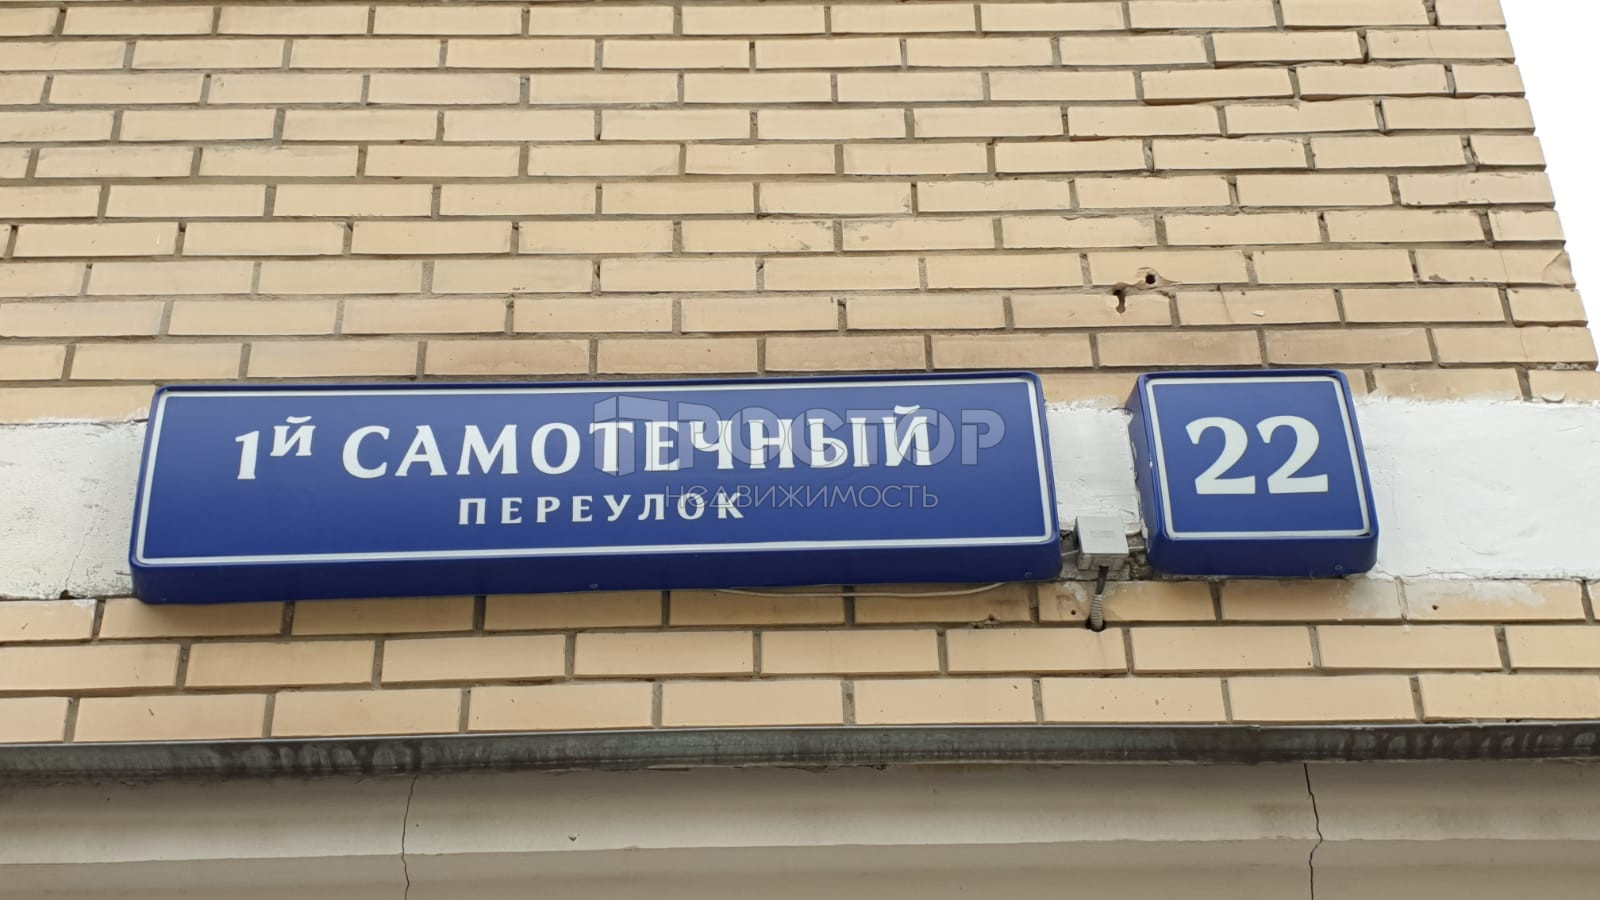 1й САМОТЕЧНЫЙ
ПЕРЕУЛОК
22
ПРОСТОР
НЕДВИЖИМОСТЬ